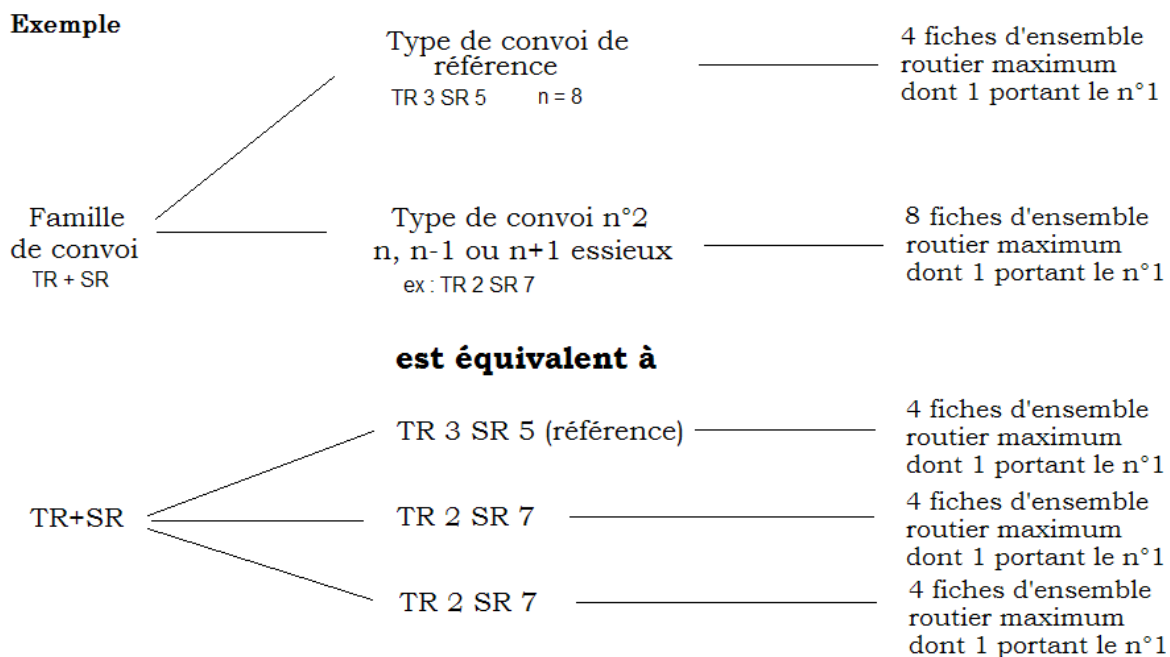 Exemple
Type de convoi de
référence
TR 3 SR 5 n = 8
4 fiches d'ensemble
routier maximum
dont 1 portant le n°1
Famille
de convoi
TR + SR
Type de convoi n°2
n, n-1 ou n+1 essieux
ex : TR 2 SR 7
8 fiches d'ensemble
routier maximum
dont 1 portant le n°1
est équivalent à
TR+SR
TR 3 SR 5 (référence)
4 fiches d'ensemble
routier maximum
dont 1 portant le n°1
TR 2 SR 7
4 fiches d'ensemble
routier maximum
dont 1 portant le n°1
TR 2 SR 7
4 fiches d'ensemble
routier maximum
dont 1 portant le n°1